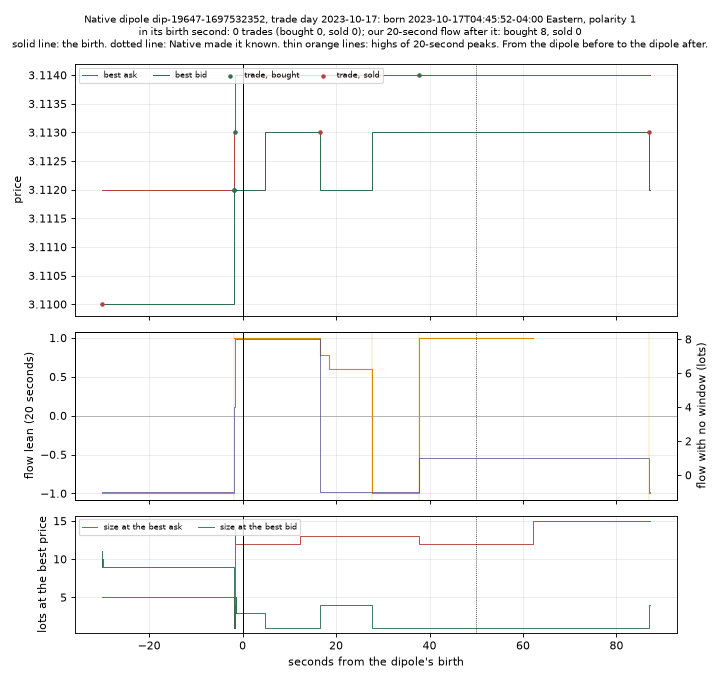 Native dipole dip-19647-1697532352, trade day 2023-10-17: born 2023-10-17T04:45:52-04:00 Eastern, polarity 1
in its birth second: 0 trades (bought 0, sold 0); our 20-second flow after it: bought 8, sold 0
solid line: the birth. dotted line: Native made it known. thin orange lines: highs of 20-second peaks. From the dipole before to the dipole after.
best ask best bid trade, bought trade, sold
3.1140
3.1135
3.1130
3.1125
3.1120
3.1115
3.1110
3.1105
3.1100
price
1.0
0.5
0.0
−0.5
−1.0
flow lean (20 seconds)
8
6
4
2
0
flow with no window (lots)
size at the best ask size at the best bid
15
10
5
lots at the best price
−20 0 20 40 60 80
seconds from the dipole's birth